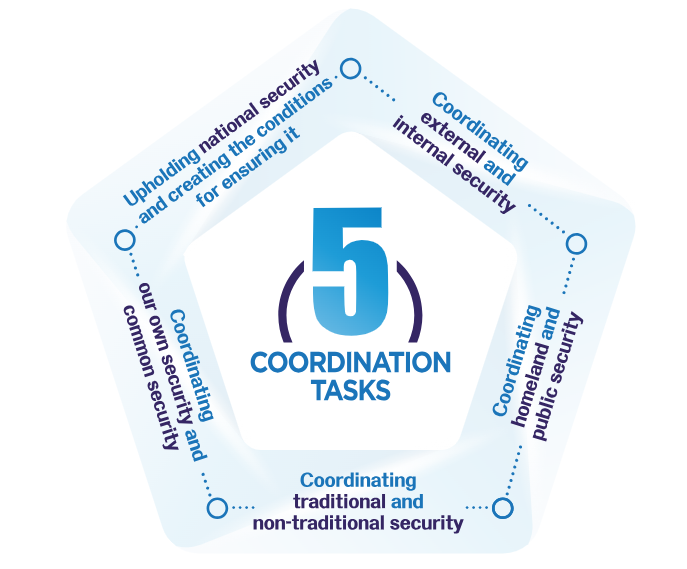 5
COORDINATION
TASKS
Coordinating
external and
internal security
Coordinating
homeland and
public security
Coordinating
traditional and
non-traditional security
Coordinating
our own security and
common security
Upholding national security
and creating the conditions
for ensuring it